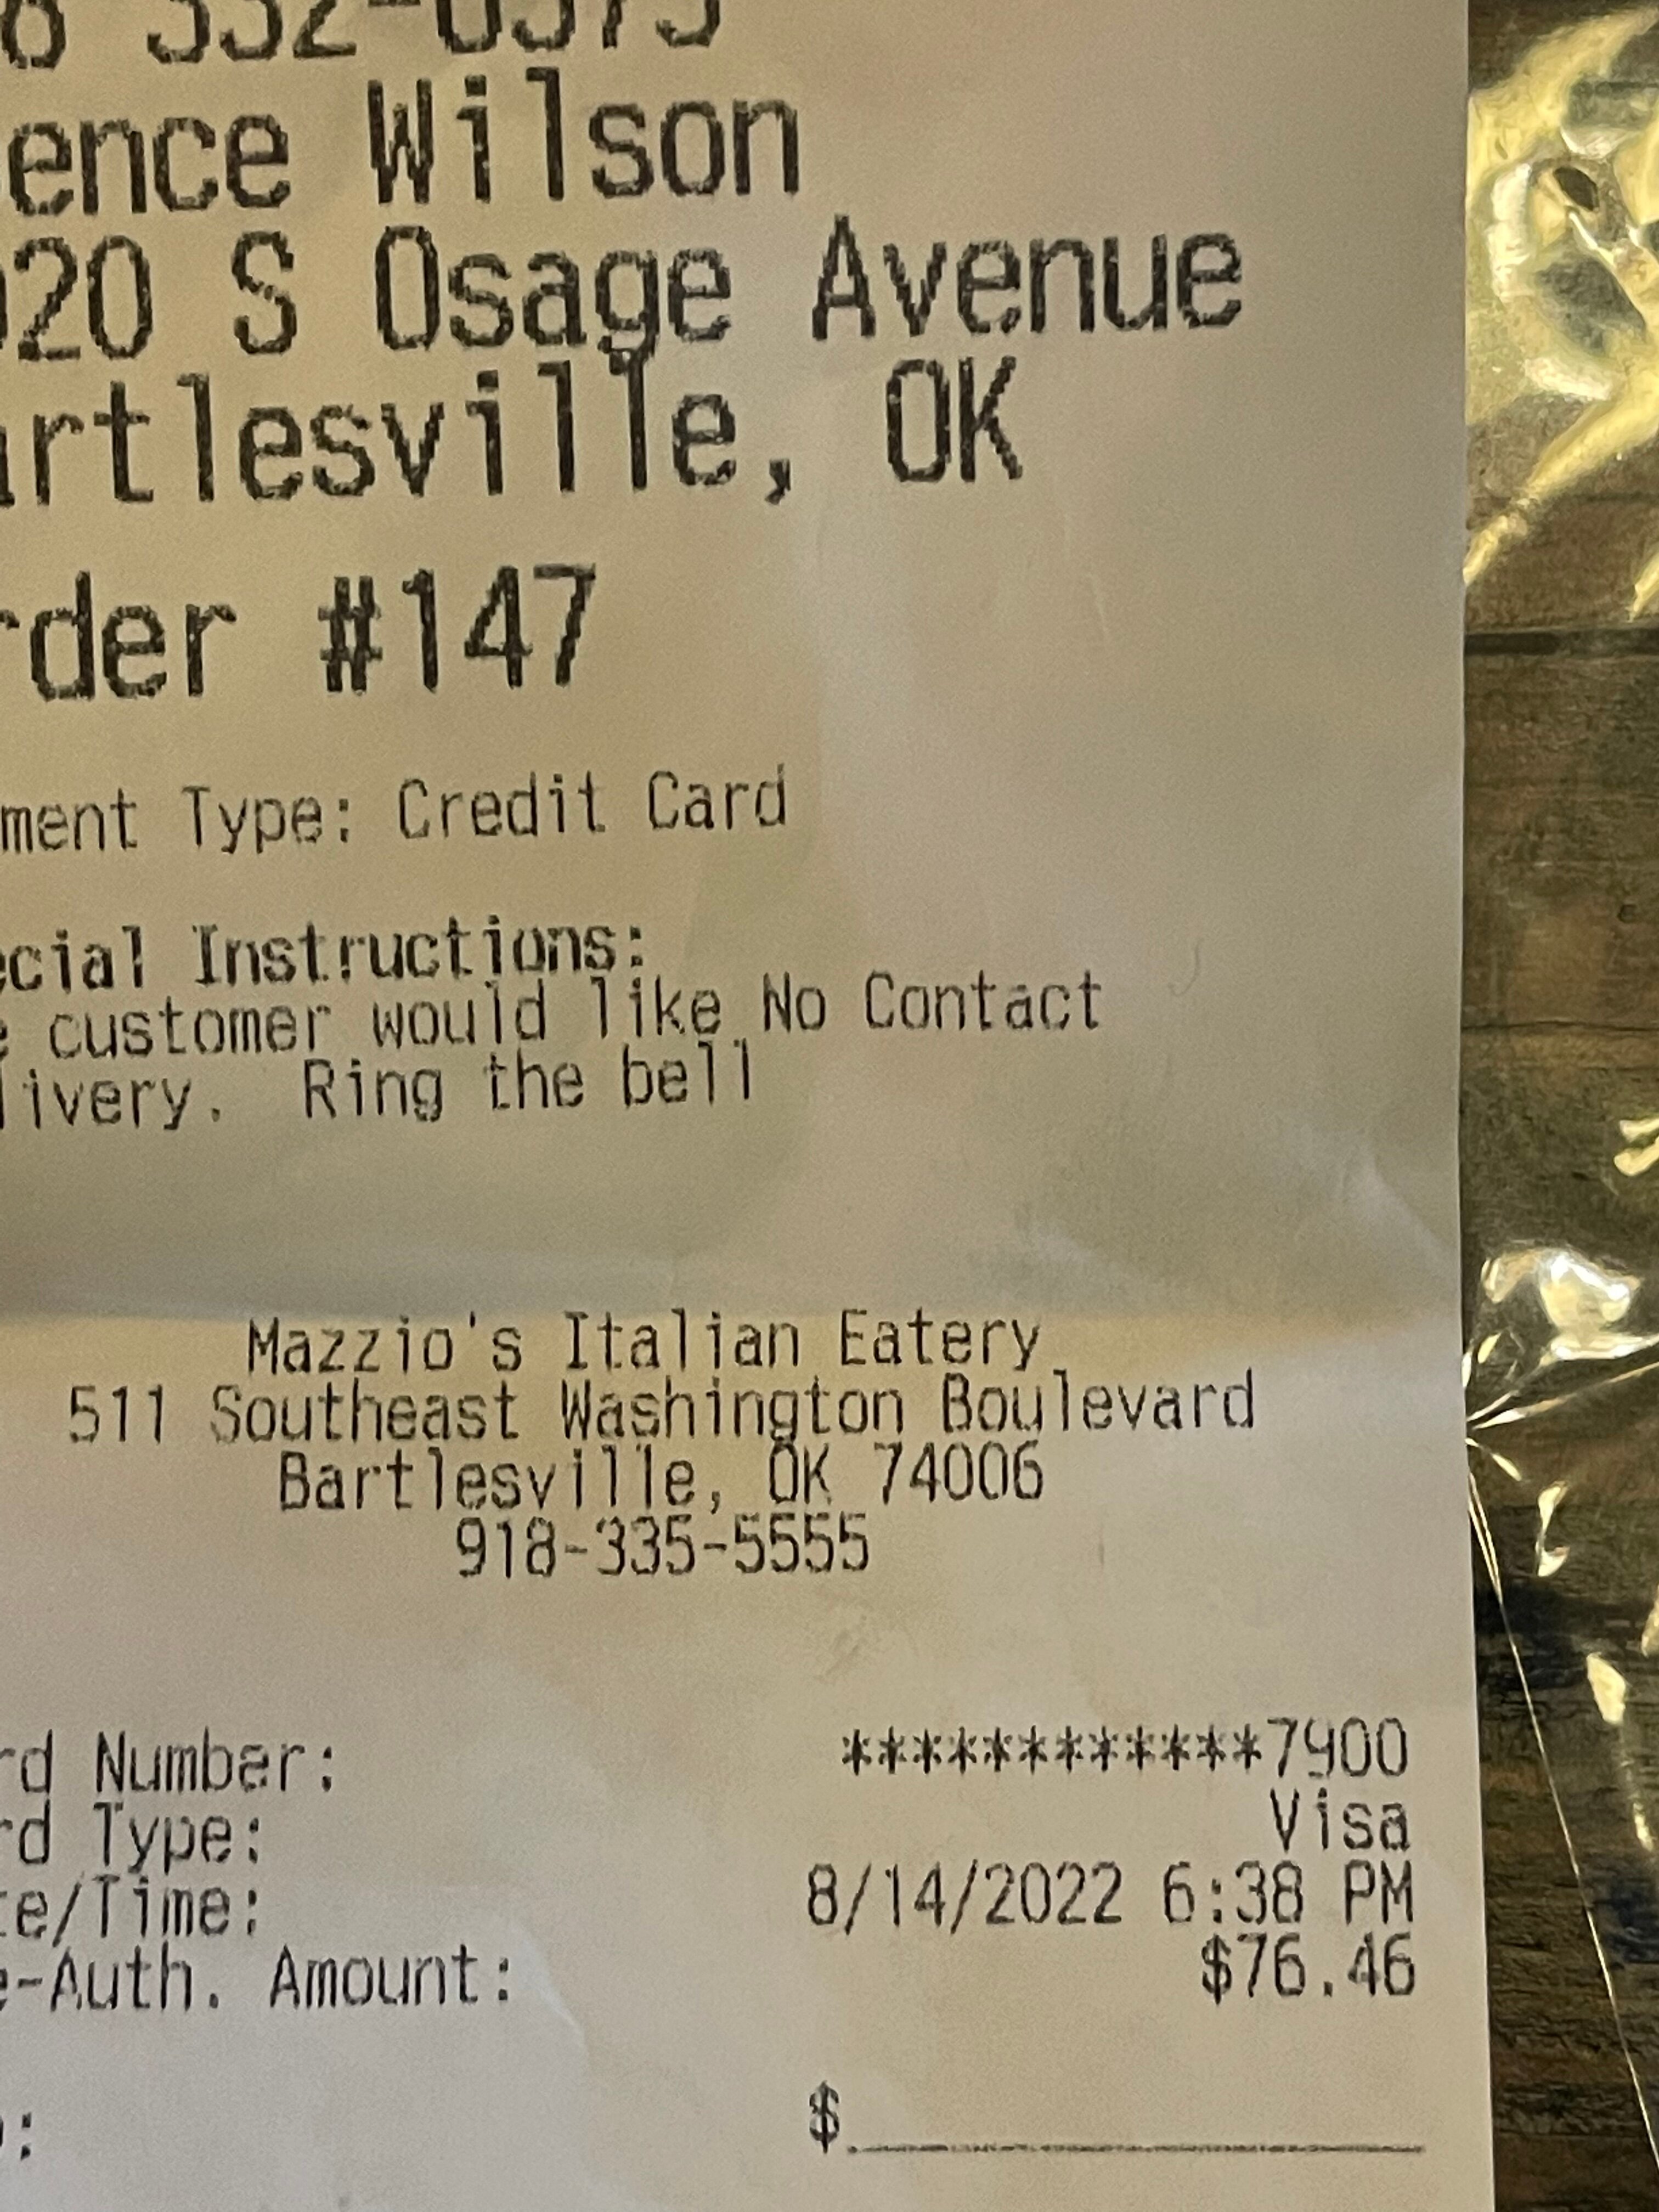 Wilson
20 S Osage Avenue
artlesville, OK
rder #147
ment Type: Credit Card
ecial Instructions:
e customer would like No Contact
livery. Ring the bell
Mazzio's Italian Eatery
511 Southeast Washington Boulevard
Bartlesville, OK 74006
918-335-5555
rd Number: ************7900
rd Type: Visa
te/Time: 8/14/2022 6:38 PM
e-Auth. Amount: $76.46
: $